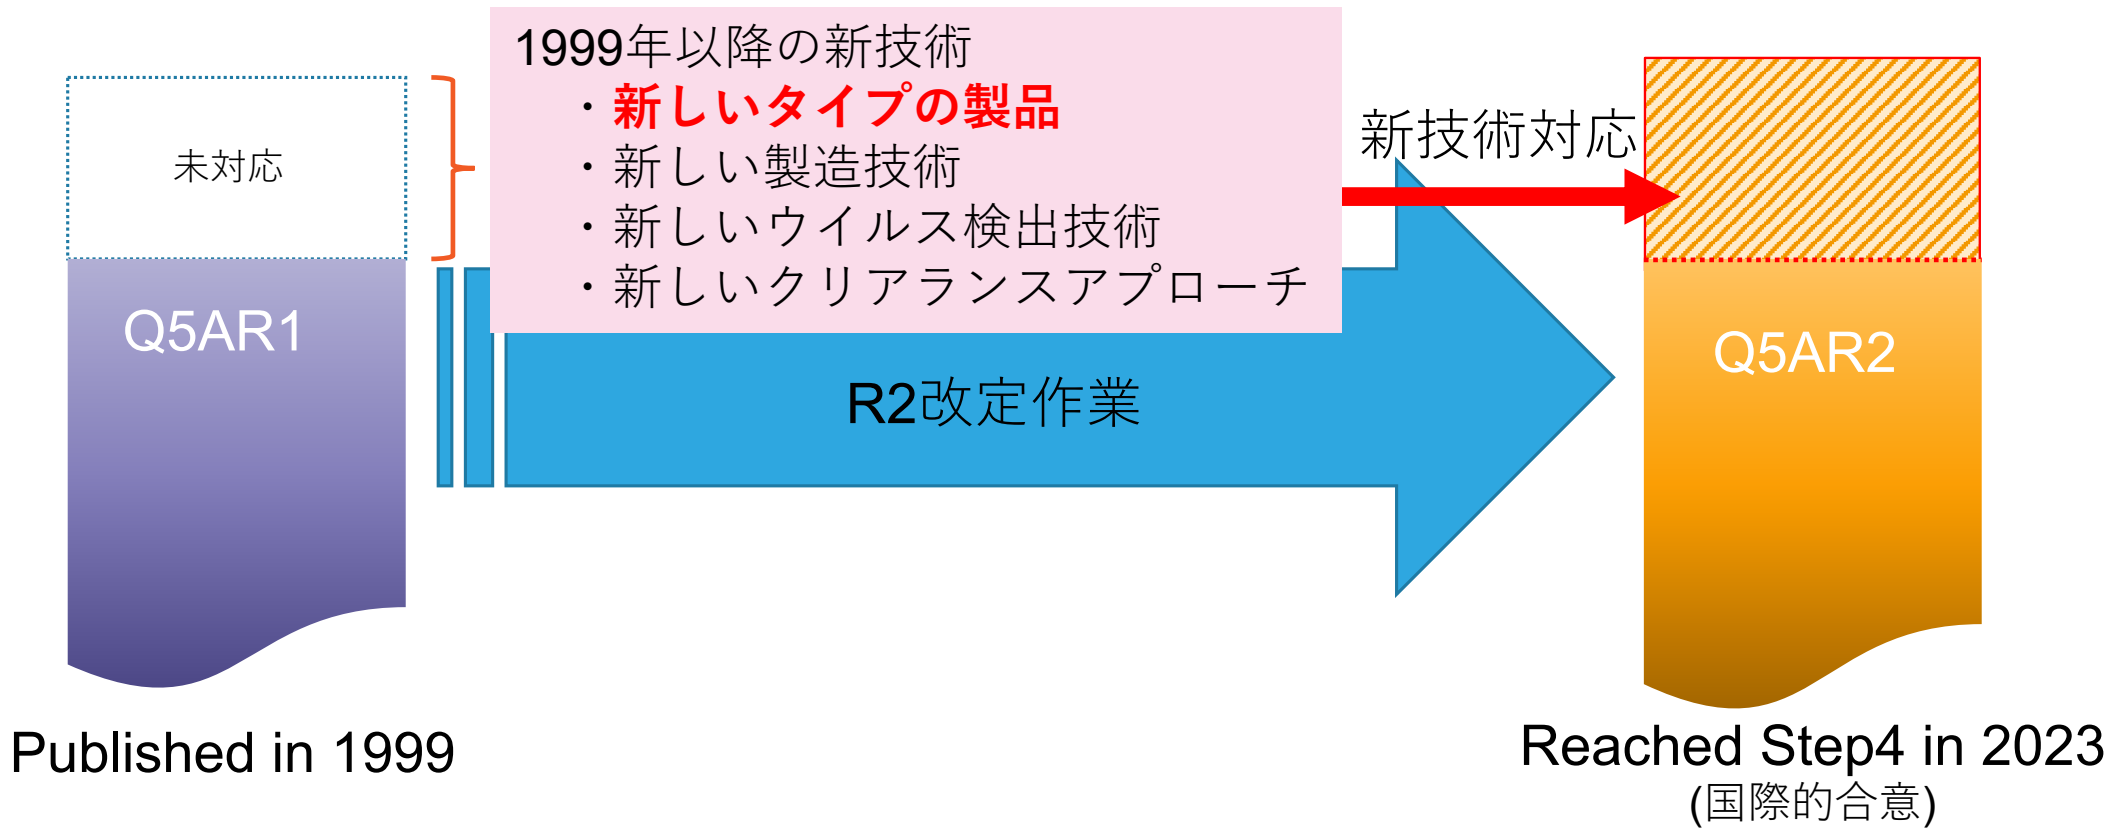 1999年以降の新技術
・新しいタイプの製品
・新しい製造技術
・新しいウイルス検出技術
・新しいクリアランスアプローチ
未対応
新技術対応
Q5AR1
R2改定作業
Q5AR2
Published in 1999
Reached Step4 in 2023
(国際的合意)